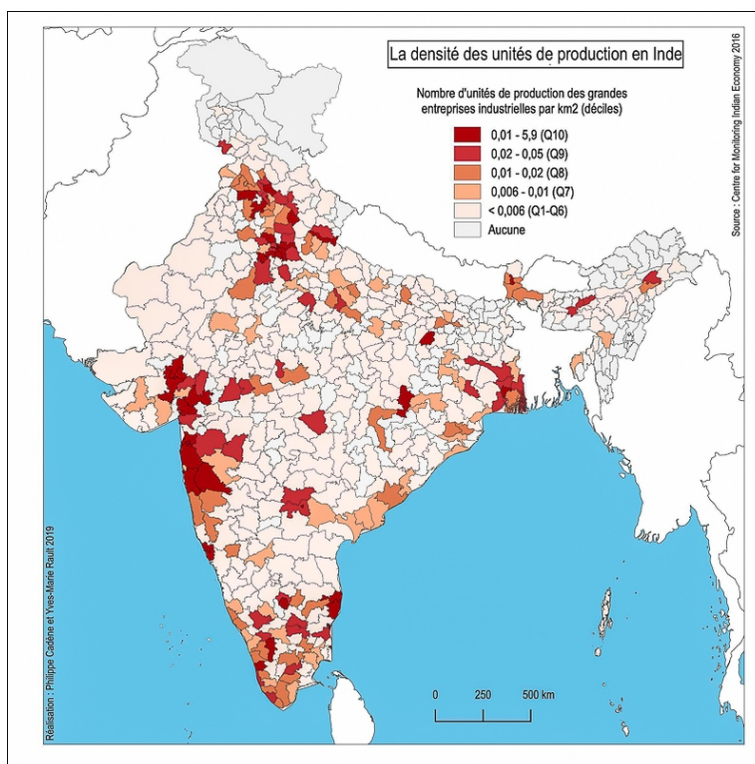 La densité des unités de production en Inde
Nombre d'unités de production des grandes
entreprises industrielles par km2 (déciles)
0,01 - 5,9 (Q10)
0,02 - 0,05 (Q9)
0,01 - 0,02 (Q8)
0,006 - 0,01 (Q7)
< 0,006 (Q1-Q6)
Aucune
Source : Centre for Monitoring Indian Economy 2016
Réalisation : Philippe Cadène et Yves-Marie Rault 2019
0 250 500 km